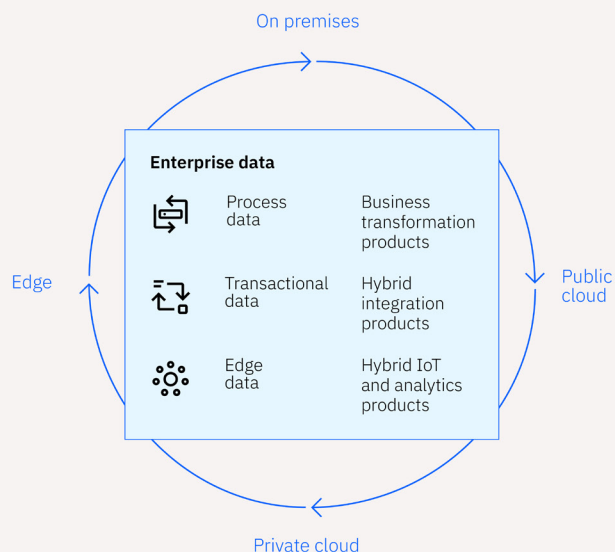 On premises
Enterprise data
Process
data
Business
transformation
products
Transactional
data
Hybrid
integration
products
Edge
data
Hybrid IoT
and analytics
products
Edge
Public
cloud
Private cloud